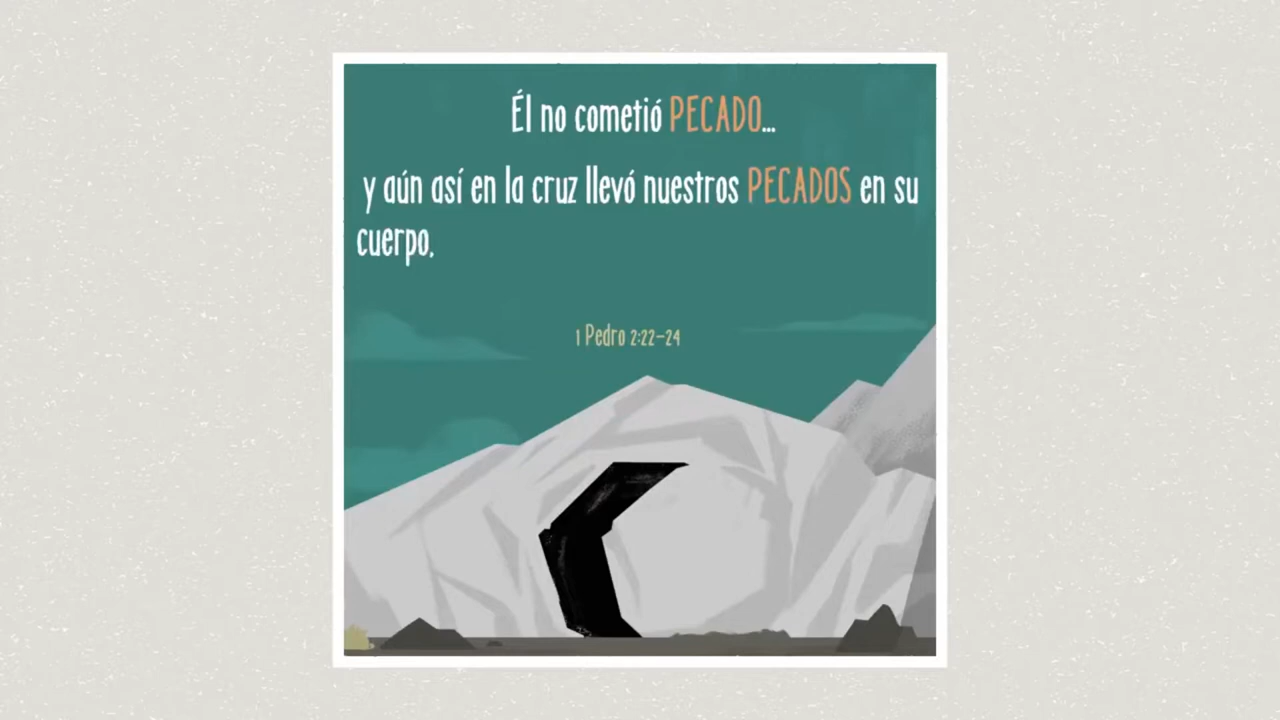 Él no cometió PECADO...
y aún así en la cruz llevó nuestros PECADOS en su
cuerpo,
1 Pedro 2:22-24